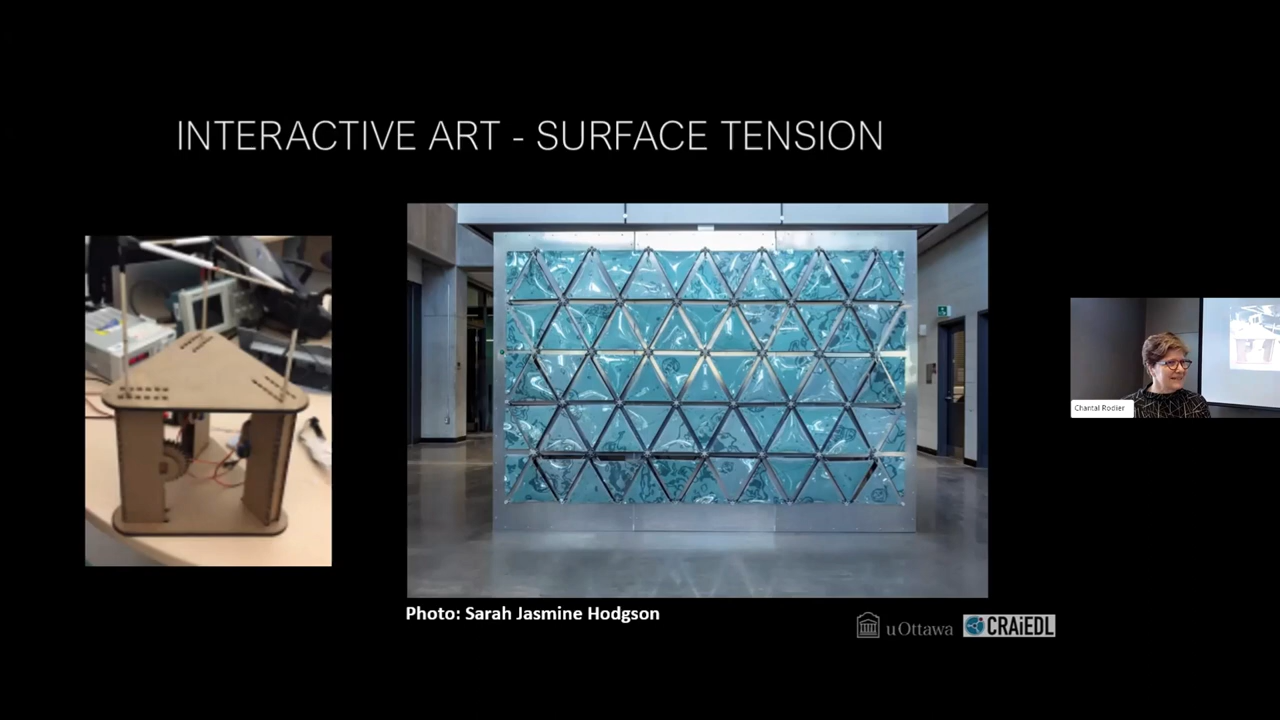 INTERACTIVE ART - SURFACE TENSION
Chantal Rodier
Photo: Sarah Jasmine Hodgson
uOttawa
CRAiEDL